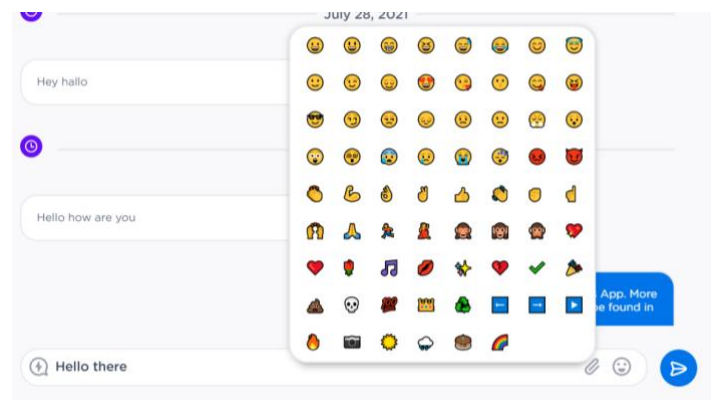 July 28, 2021
Hey hallo
Hello how are you
App. More
found in
Hello there